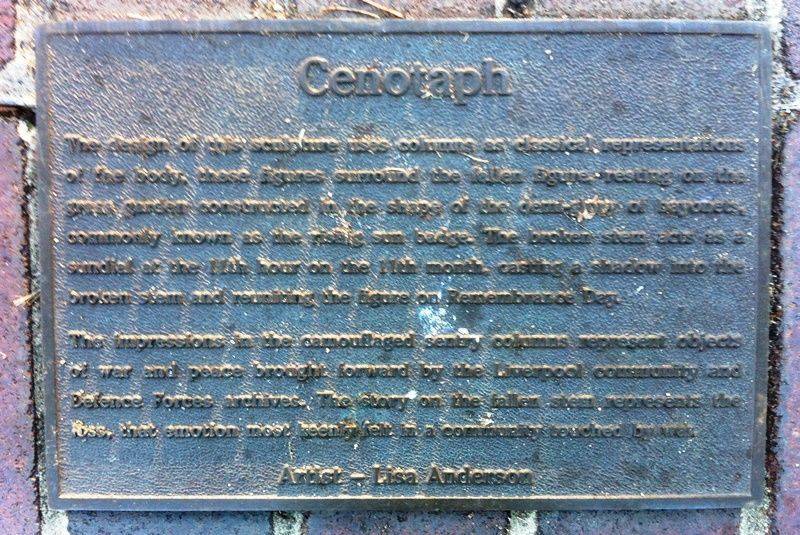 Cenotaph
The design of this sculpture uses columns as classical representations
of the body, these figures surround the fallen figure resting on the
great garden constructed in the shape of the demi-circle of bayonets,
commonly known as the rising sun badge. The broken stem acts as a
sundial at the 11th hour on the 11th month, casting a shadow into the
broken stem and reuniting the figure on Remembrance Day.
The impressions in the camouflaged sentry columns represent objects
of war and peace brought forward by the Liverpool community and
Defence Forces archives. The story on the fallen stem represents the
loss, that emotion most keenly felt in a community touched by war.
Artist – Lisa Anderson